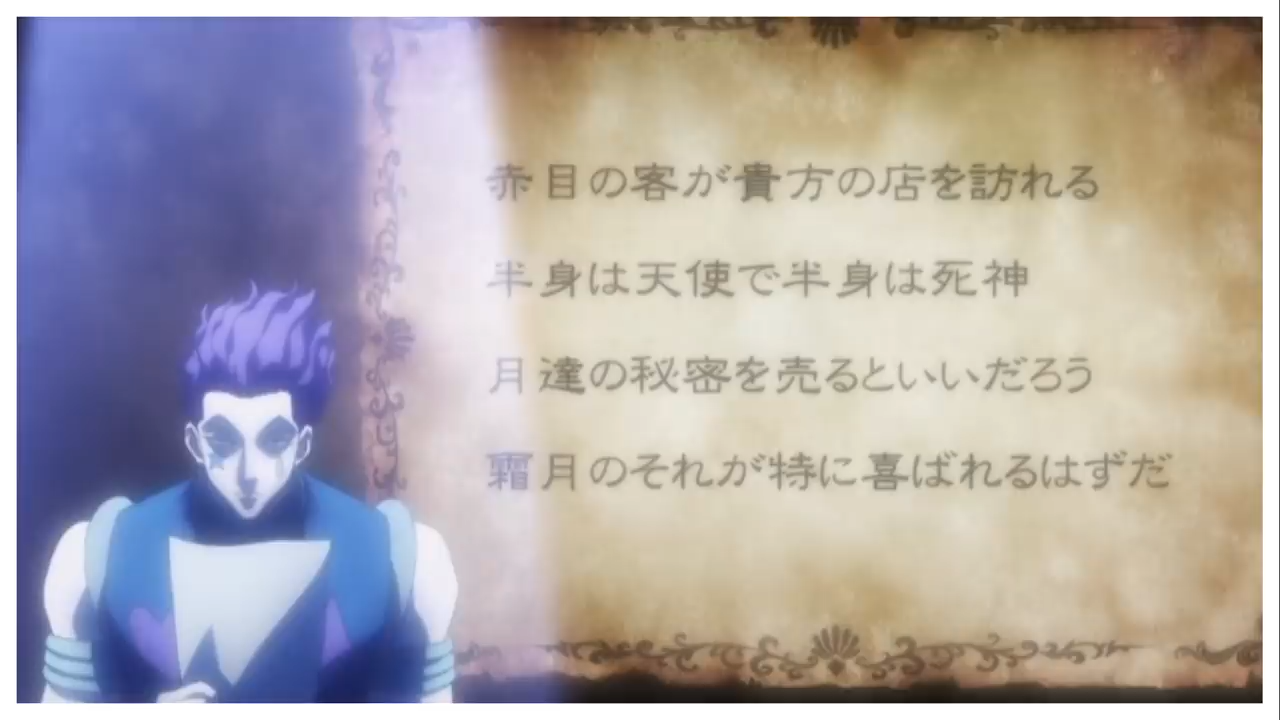 赤目の客が貴方の店を訪れる
半身は天使で半身は死神
月達の秘密を売るといいだろう
霜月のそれが特に喜ばれるはずだ